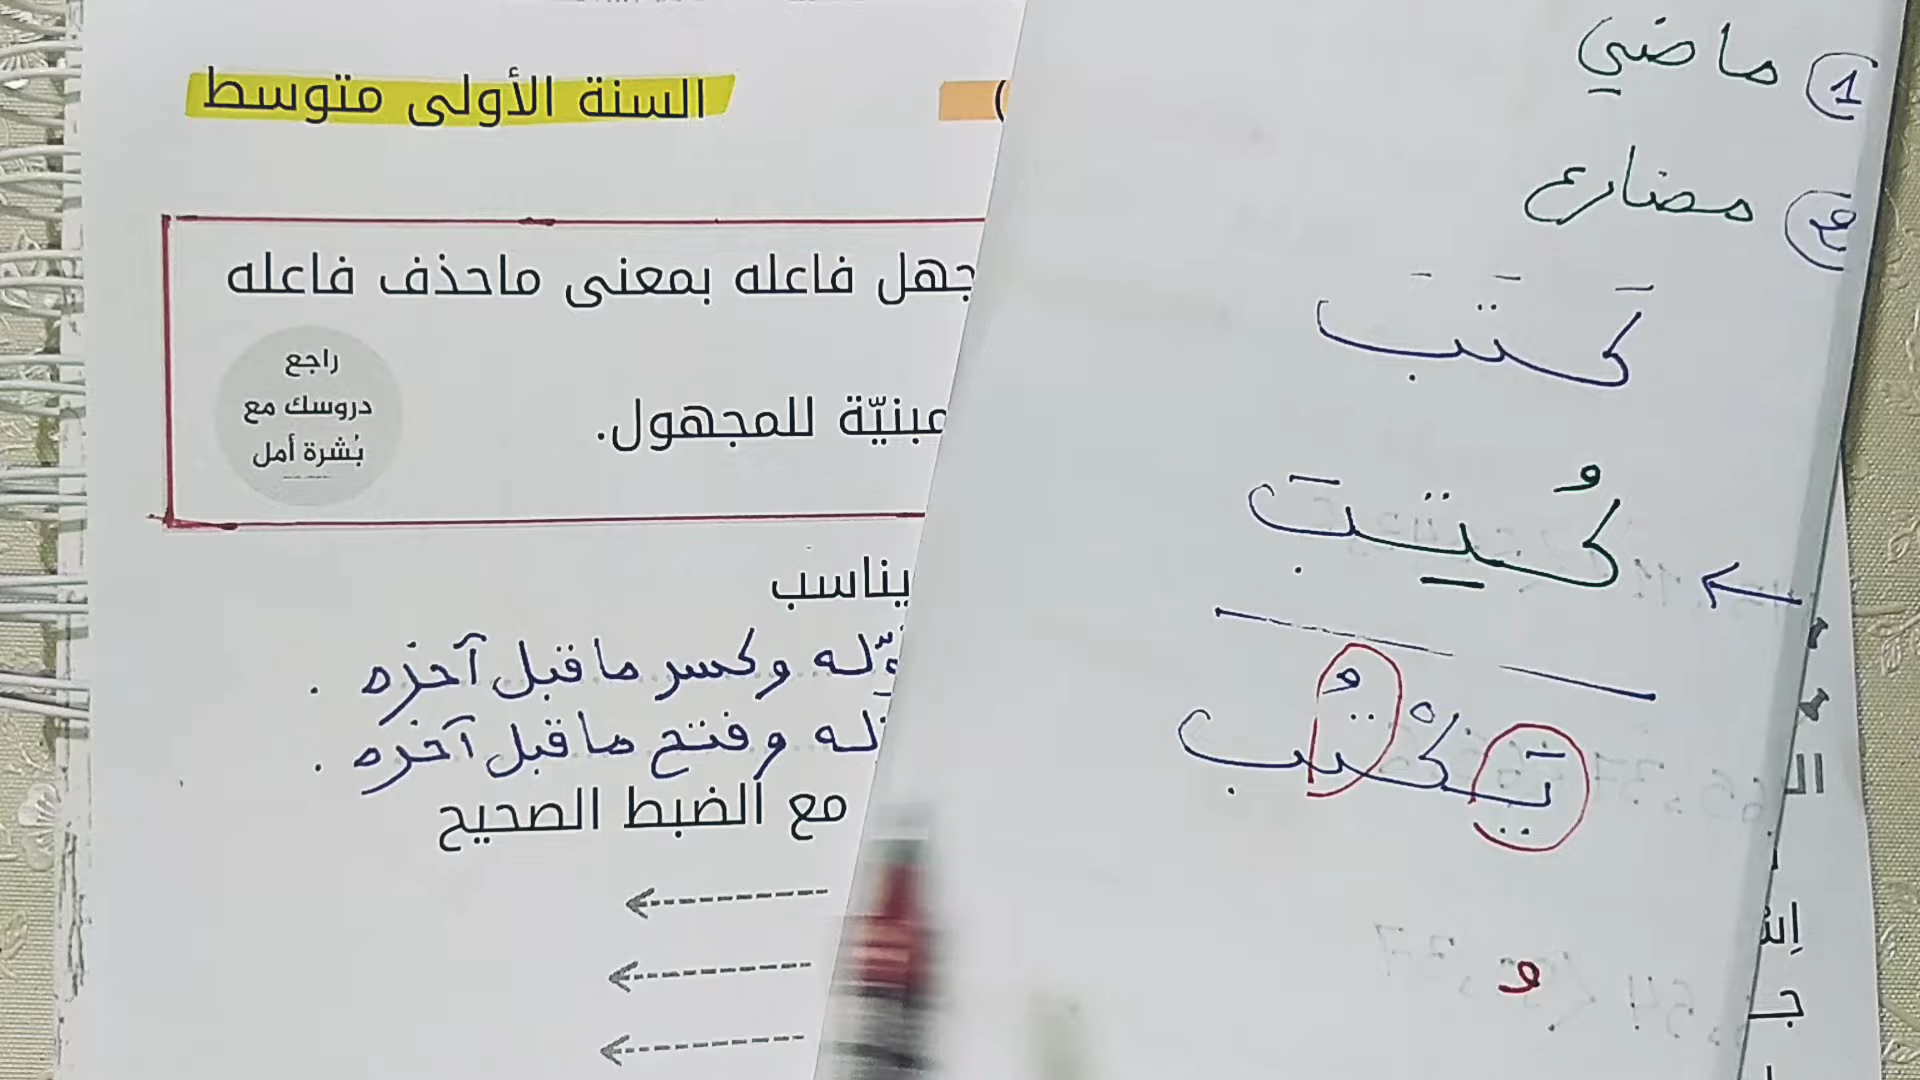 السنة الأولى متوسط
جهل فاعله بمعنى ماحذف فاعله
مبنيّة للمجهول.
راجع
دروسك مع
بُشرة أمل
يناسب
وّله وكسر ما قبل آخره .
له وفتح ما قبل آخره .
مع الضبط الصحيح
1 ماضي
2 مضارع
كَتَبَ
كُتِبَ
يَكْتُبُ